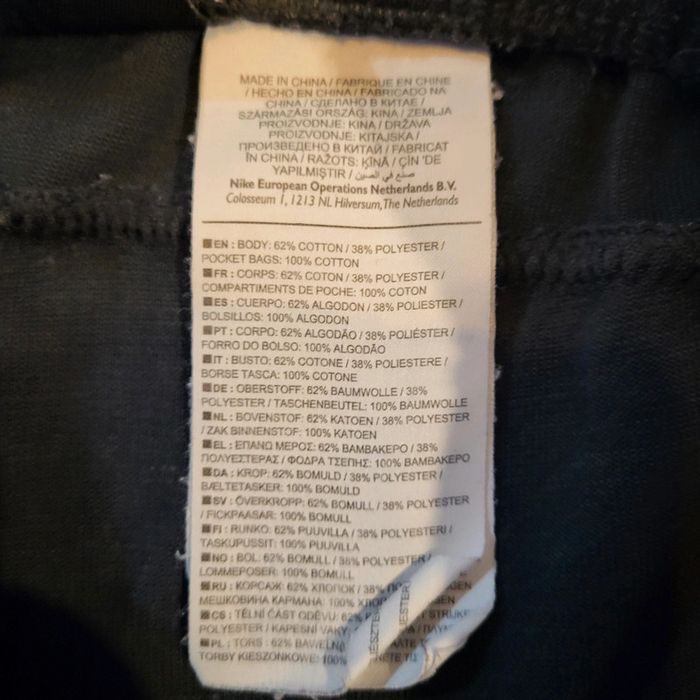 MADE IN CHINA / FABRIQUE EN CHINE
/ HECHO EN CHINA / FABRICADO NA
CHINA / СДЕЛАНО В КИТАЕ /
SZÁRMAZÁSI ORSZÁG: KÍNA / ZEMLJA
PROIZVODNJE: KINA / DRŽAVA
PROIZVODNJE: KITAJSKA /
ПРОИЗВЕДЕНО В КИТАЙ / FABRICAT
ÎN CHINA / RAŽOTS: ĶĪNĀ / ÇİN 'DE
YAPILMIŞTIR / صنع في الصين
Nike European Operations Netherlands B.V.
Colosseum 1, 1213 NL Hilversum, The Netherlands
EN : BODY: 62% COTTON / 38% POLYESTER /
POCKET BAGS: 100% COTTON
FR : CORPS: 62% COTON / 38% POLYESTER /
COMPARTIMENTS DE POCHE: 100% COTON
ES : CUERPO: 62% ALGODON / 38% POLIESTER /
BOLSILLOS: 100% ALGODON
PT : CORPO: 62% ALGODÃO / 38% POLIÉSTER /
FORRO DO BOLSO: 100% ALGODÃO
IT : BUSTO: 62% COTONE / 38% POLIESTERE /
BORSE TASCA: 100% COTONE
DE : OBERSTOFF: 62% BAUMWOLLE / 38%
POLYESTER / TASCHENBEUTEL: 100% BAUMWOLLE
NL : BOVENSTOF: 62% KATOEN / 38% POLYESTER
/ ZAK BINNENSTOF: 100% KATOEN
EL : ΕΠΑΝΩ ΜΕΡΟΣ: 62% ΒΑΜΒΑΚΕΡΟ / 38%
ΠΟΛΥΕΣΤΕΡΑΣ / ΦΟΔΡΑ ΤΣΕΠΗΣ: 100% ΒΑΜΒΑΚΕΡΟ
DA : KROP: 62% BOMULD / 38% POLYESTER /
BÆLTETASKER: 100% BOMULD
SV : ÖVERKROPP: 62% BOMULL / 38% POLYESTER
/ FICKPAASAR: 100% BOMULL
FI : RUNKO: 62% PUUVILLA / 38% POLYESTERI /
TASKUPUSSIT: 100% PUUVILLA
NO : BOL: 62% BOMULL / 38% POLYESTER /
LOMMEPOSER: 100% BOMULL
RU : КОРСАЖ: 62% ХЛОПОК / 38%
МЕШКОВИНА КАРМАНА: 100%
CS : TĚLNÍ ČÁST ODĚVU: 62%
POLYESTER / KAPESNÍ VAKY:
PL : TORS : 62%
TORBY KIESZONKOWE: 100%